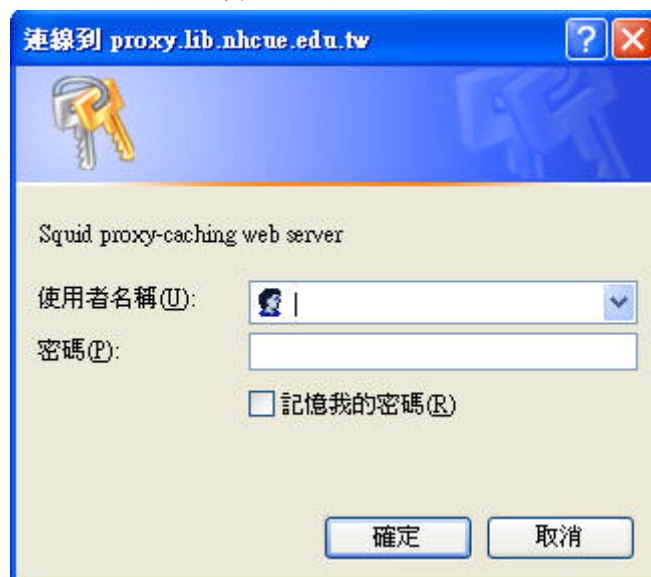 連線到 proxy.lib.nhcue.edu.tw
Squid proxy-caching web server
使用者名稱(U):
密碼(P):
記憶我的密碼(R)
確定 取消